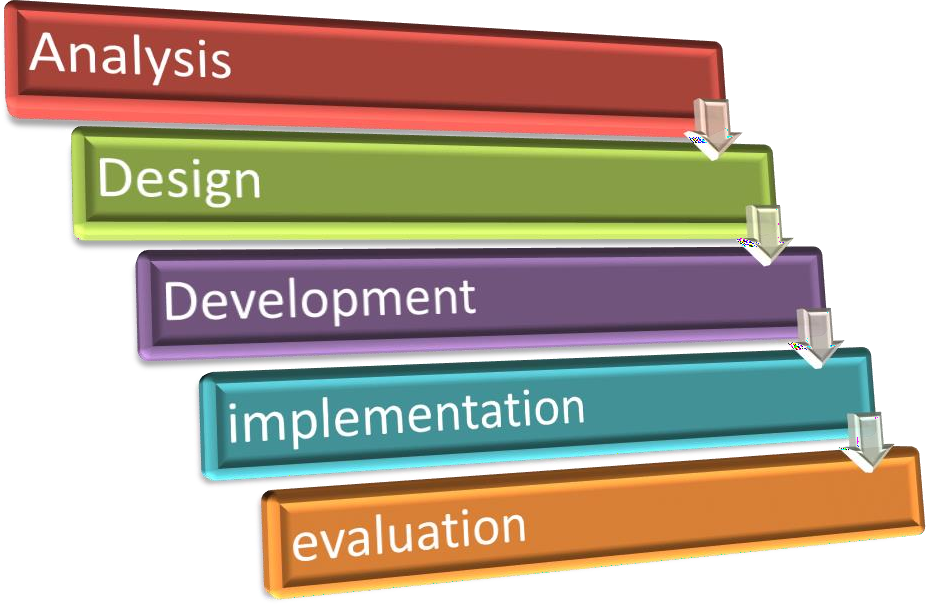 Analysis
Design
Development
implementation
evaluation